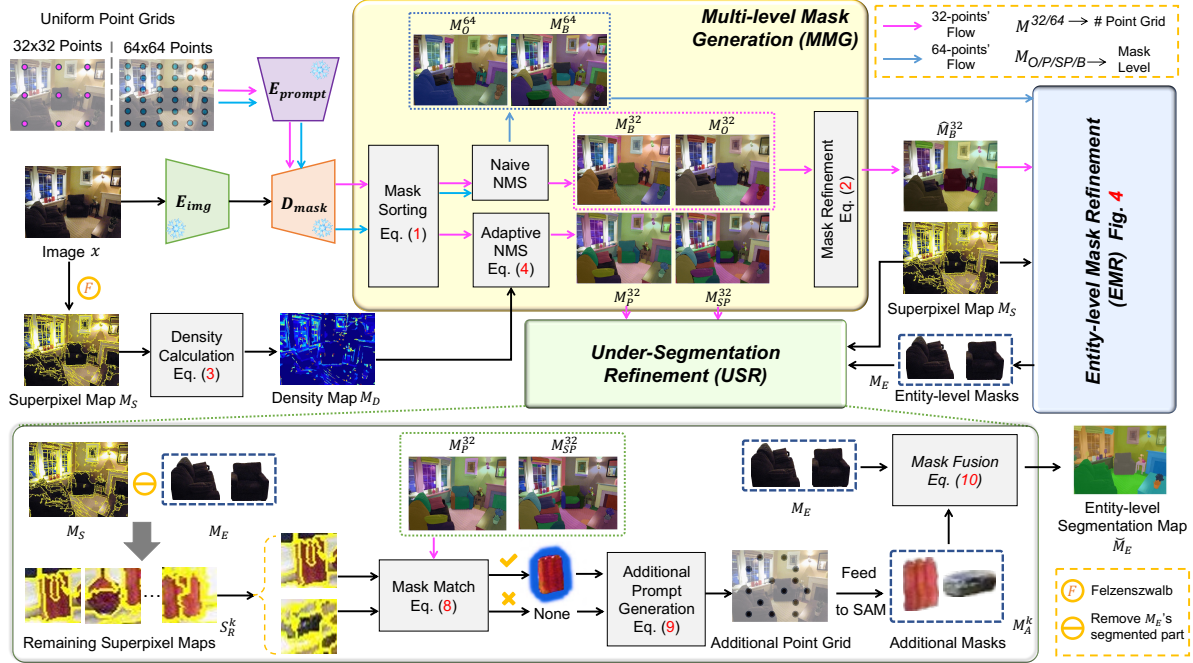 Uniform Point Grids
32x32 Points
64x64 Points
E_prompt
E_img
D_mask
Image x
F
Superpixel Map M_S
Density
Calculation
Eq. (3)
Density Map M_D
Multi-level Mask
Generation (MMG)
M_O^64
M_B^64
Mask
Sorting
Eq. (1)
Naive
NMS
Adaptive
NMS
Eq. (4)
M_B^32
M_O^32
M_P^32
M_SP^32
Mask Refinement
Eq. (2)
32-points'
Flow
64-points'
Flow
M^32/64 → # Point Grid
M_O/P/SP/B → Mask
Level
M̂_B^32
Superpixel Map M_S
M_E
Entity-level Masks
Entity-level Mask Refinement
(EMR) Fig. 4
Under-Segmentation
Refinement (USR)
M_S
M_E
Remaining Superpixel Maps
...
S_R^k
M_P^32
M_SP^32
Mask Match
Eq. (8)
None
Additional
Prompt
Generation
Eq. (9)
Additional Point Grid
Feed
to SAM
M_E
Mask Fusion
Eq. (10)
Additional Masks
M_A^k
Entity-level
Segmentation Map
M̆_E
F
Felzenszwalb
Remove M_E's
segmented part